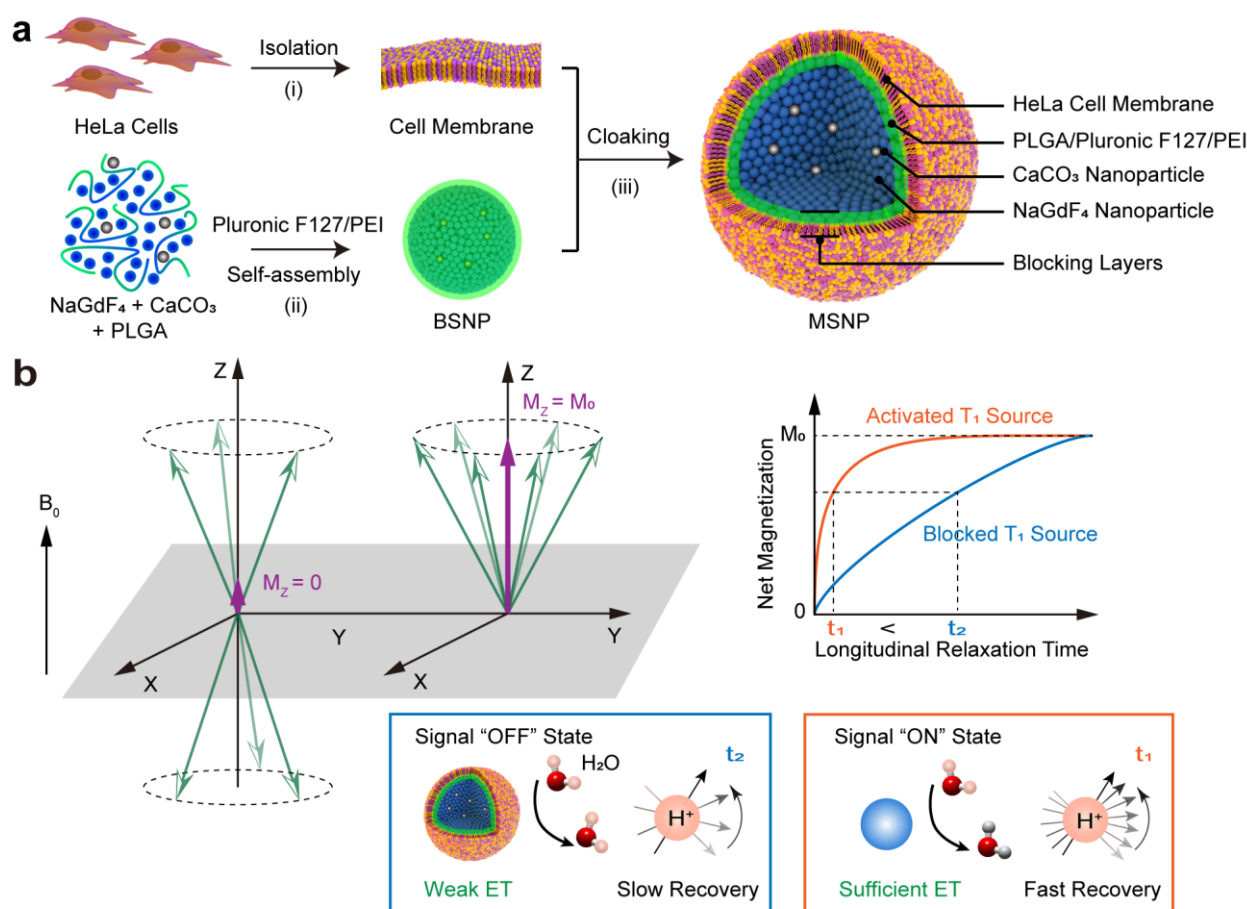 a
Isolation
(i)
HeLa Cells
Cell Membrane
Cloaking
(iii)
HeLa Cell Membrane
PLGA/Pluronic F127/PEI
CaCO₃ Nanoparticle
NaGdF₄ Nanoparticle
Blocking Layers
MSNP
Pluronic F127/PEI
Self-assembly
(ii)
NaGdF₄ + CaCO₃
+ PLGA
BSNP
b
Z
Z
M_Z = M₀
M_Z = 0
B₀
Y
Y
X
X
Net Magnetization
M₀
0
Activated T₁ Source
Blocked T₁ Source
t₁ < t₂
Longitudinal Relaxation Time
Signal “OFF” State
H₂O
t₂
H⁺
Weak ET
Slow Recovery
Signal “ON” State
t₁
H⁺
Sufficient ET
Fast Recovery